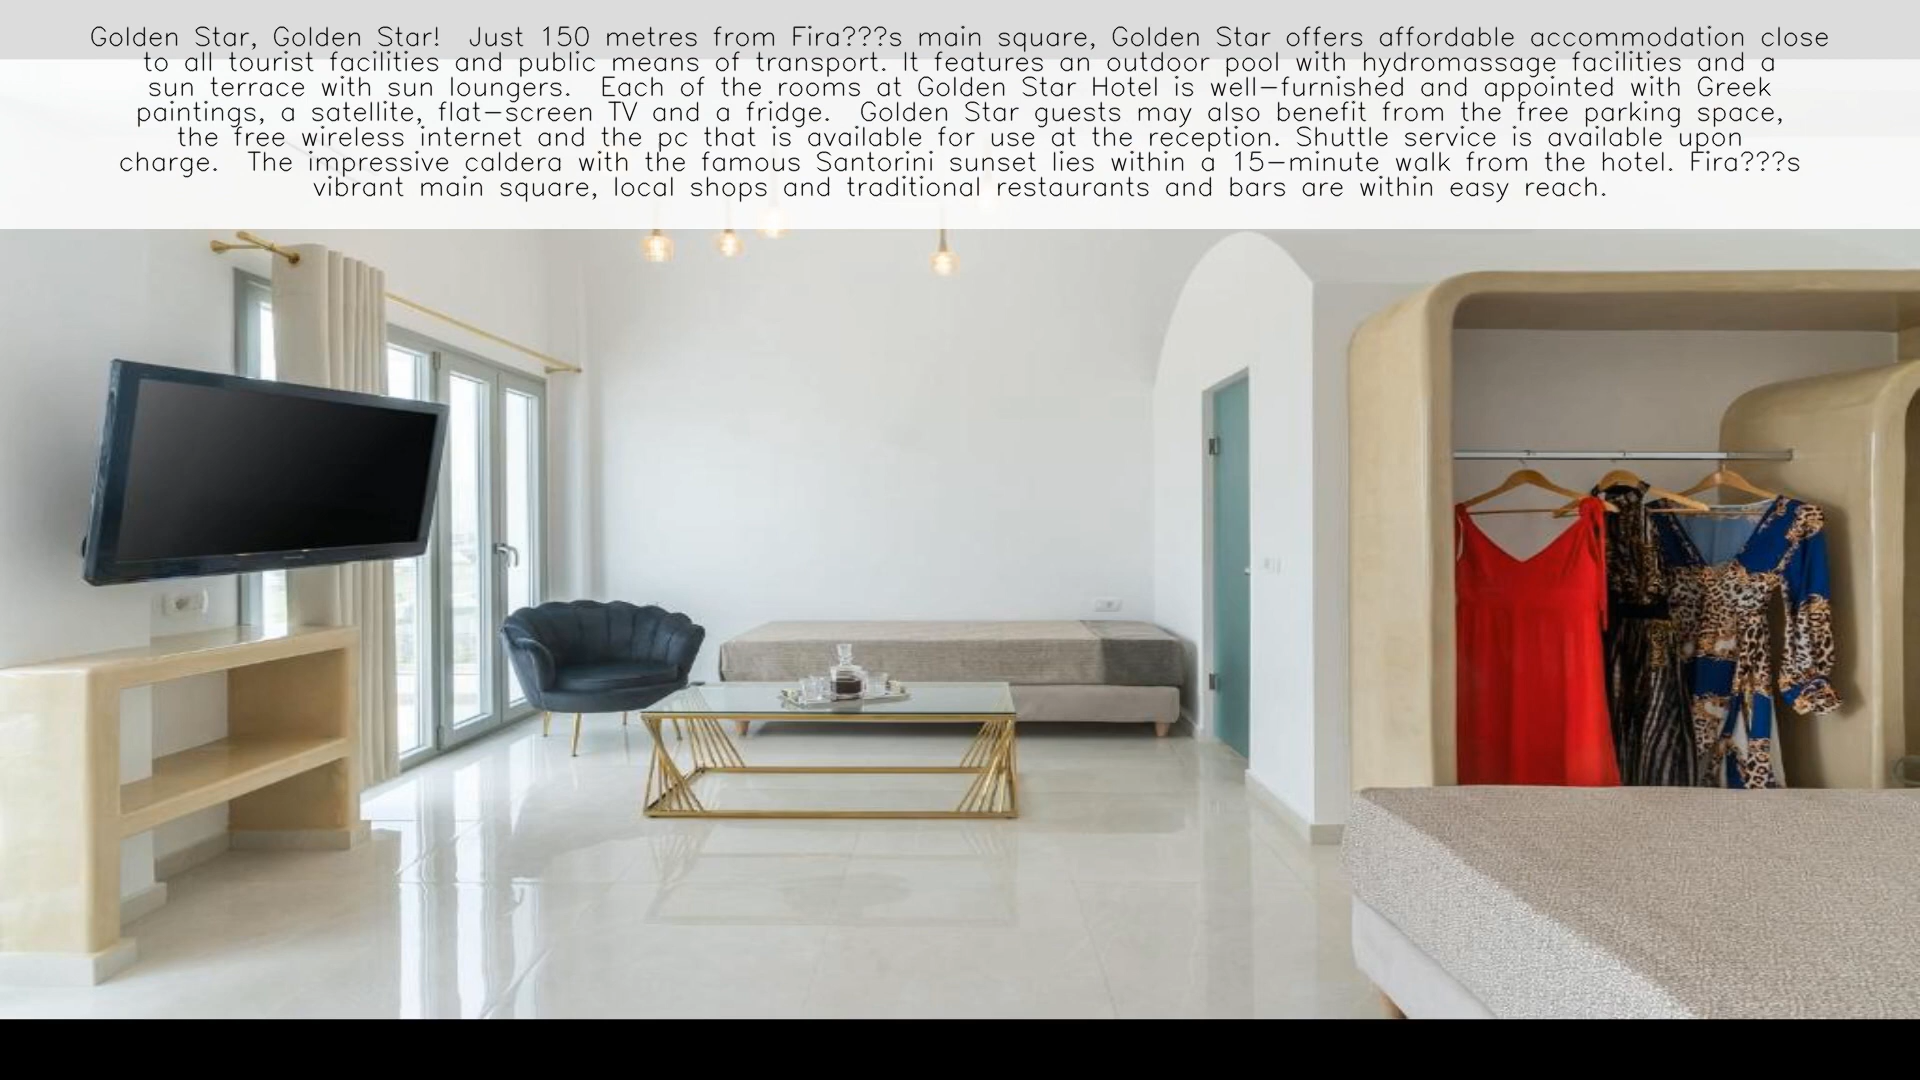 Golden Star, Golden Star!  Just 150 metres from Fira???s main square, Golden Star offers affordable accommodation close
to all tourist facilities and public means of transport. It features an outdoor pool with hydromassage facilities and a
sun terrace with sun loungers.  Each of the rooms at Golden Star Hotel is well-furnished and appointed with Greek
paintings, a satellite, flat-screen TV and a fridge.  Golden Star guests may also benefit from the free parking space,
the free wireless internet and the pc that is available for use at the reception. Shuttle service is available upon
charge.  The impressive caldera with the famous Santorini sunset lies within a 15-minute walk from the hotel. Fira???s
vibrant main square, local shops and traditional restaurants and bars are within easy reach.